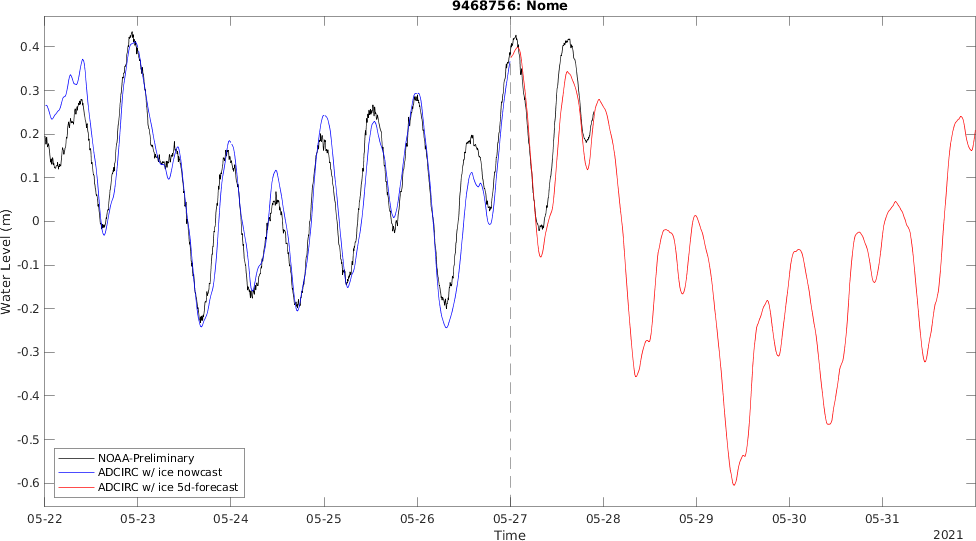 9468756: Nome
Water Level (m)
0.4
0.3
0.2
0.1
0
-0.1
-0.2
-0.3
-0.4
-0.5
-0.6
NOAA-Preliminary
ADCIRC w/ ice nowcast
ADCIRC w/ ice 5d-forecast
05-22 05-23 05-24 05-25 05-26 05-27 05-28 05-29 05-30 05-31
Time
2021